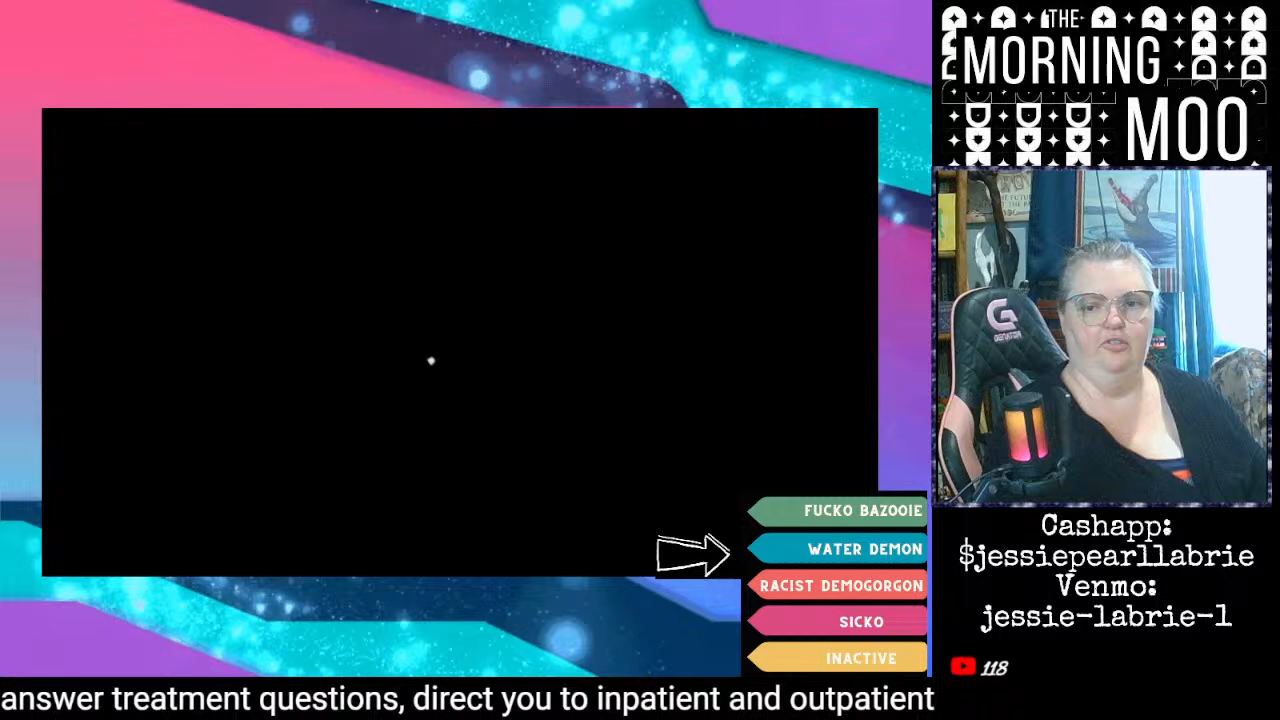 THE
MORNING
MOO
FUCKO BAZOOIE
WATER DEMON
RACIST DEMOGORGON
SICKO
INACTIVE
Cashapp:
$jessiepearllabrie
Venmo:
jessie-labrie-1
118
answer treatment questions, direct you to inpatient and outpatient